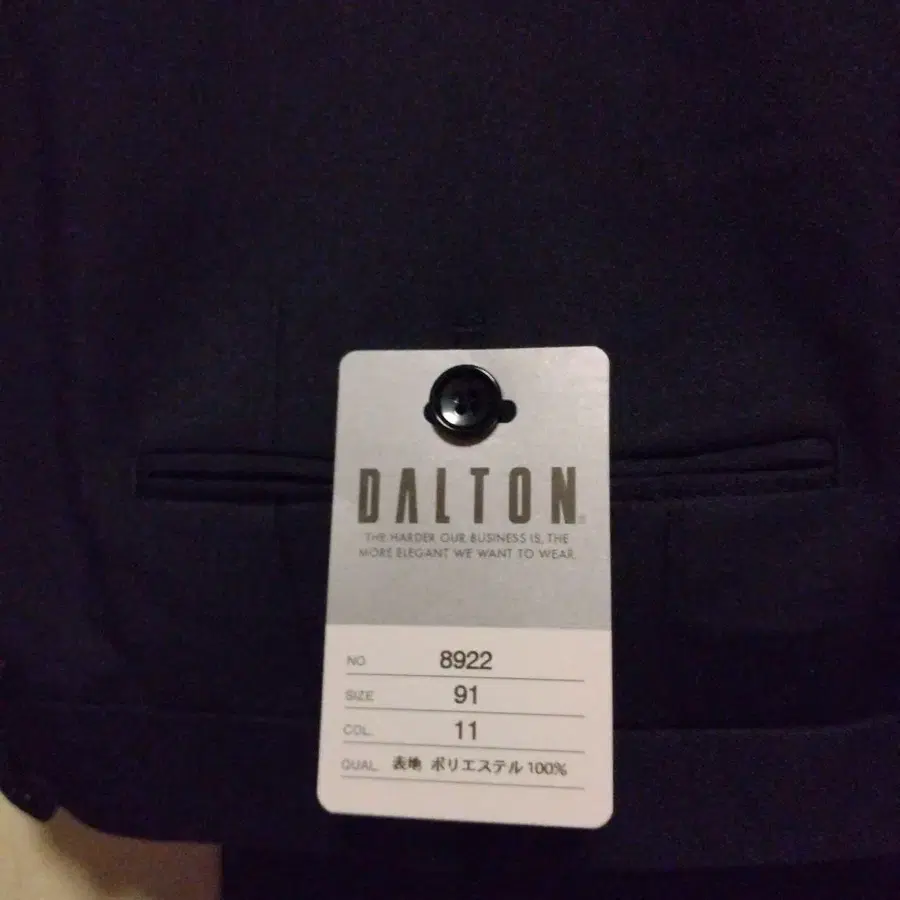 DALTON
THE HARDER OUR BUSINESS IS, THE
MORE ELEGANT WE WANT TO WEAR.
NO 8922
SIZE 91
COL. 11
QUAL. 表地 ポリエステル 100%